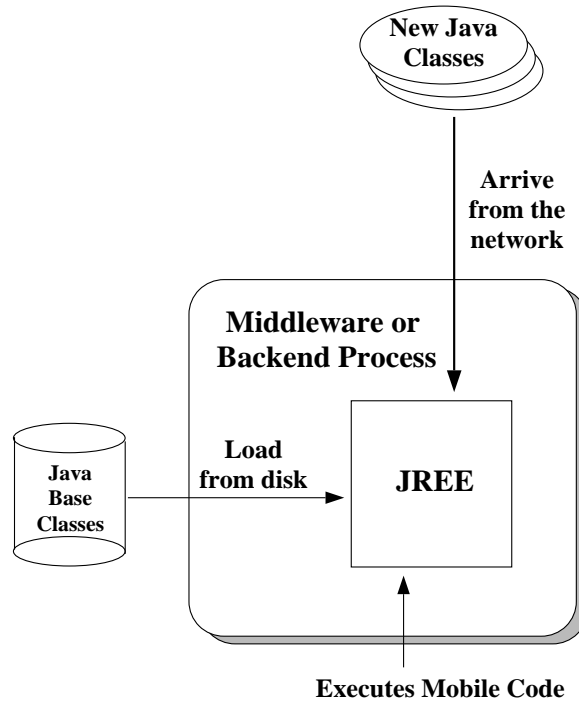 New Java
Classes
Arrive
from the
network
Middleware or
Backend Process
Load
from disk
Java
Base
Classes
JREE
Executes Mobile Code